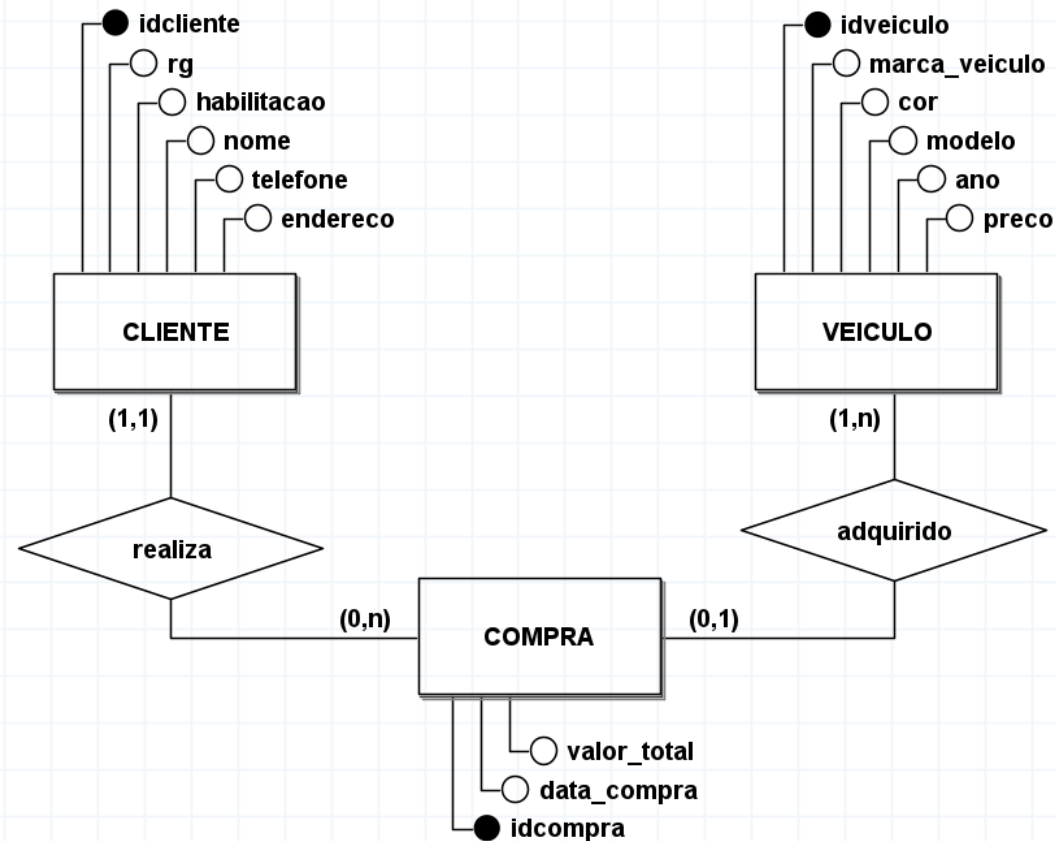 idcliente
rg
habilitacao
nome
telefone
endereco
CLIENTE
(1,1)
realiza
(0,n)
idveiculo
marca_veiculo
cor
modelo
ano
preco
VEICULO
(1,n)
adquirido
(0,1)
COMPRA
valor_total
data_compra
idcompra